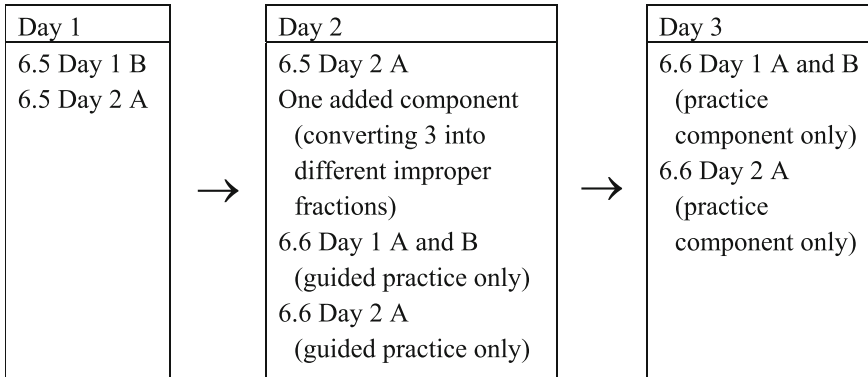 Day 1
6.5 Day 1 B
6.5 Day 2 A
Day 2
6.5 Day 2 A
One added component
(converting 3 into
different improper
fractions)
6.6 Day 1 A and B
(guided practice only)
6.6 Day 2 A
(guided practice only)
Day 3
6.6 Day 1 A and B
(practice
component only)
6.6 Day 2 A
(practice
component only)